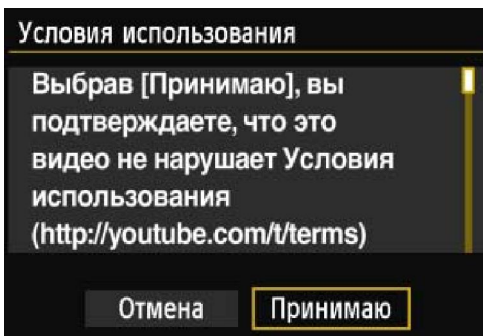 Условия использования
Выбрав [Принимаю], вы
подтверждаете, что это
видео не нарушает Условия
использования
(http://youtube.com/t/terms)
Отмена Принимаю